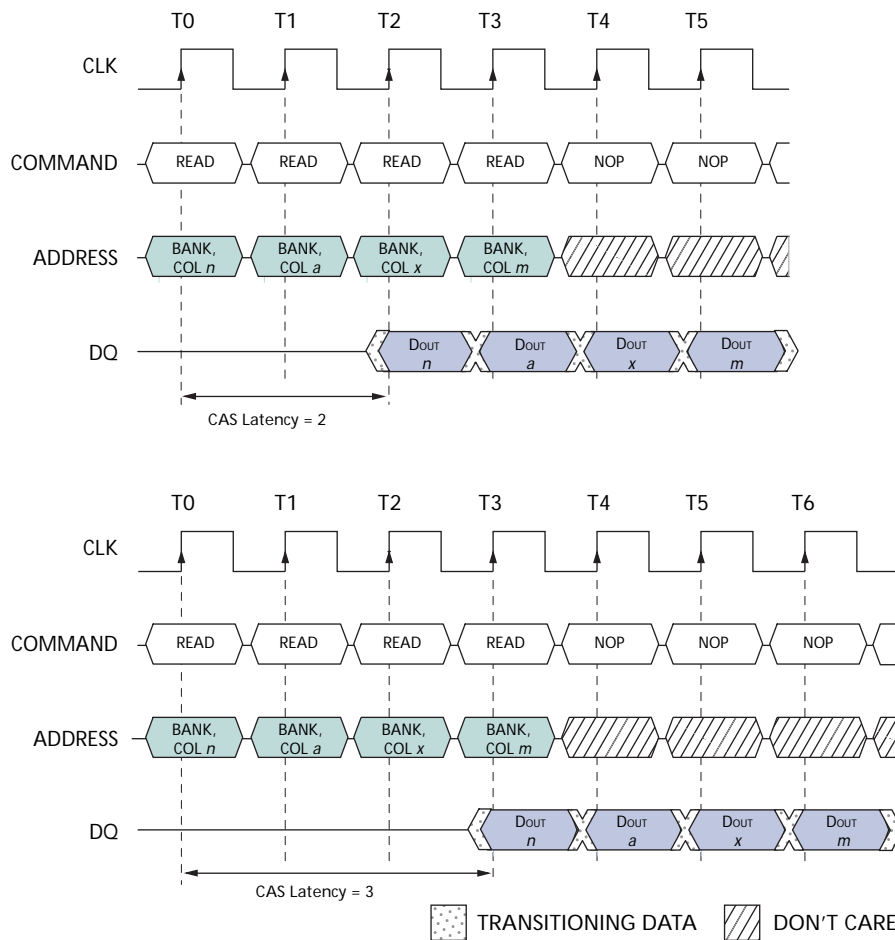 T0 T1 T2 T3 T4 T5
CLK
COMMAND READ READ READ READ NOP NOP
ADDRESS BANK, COL n BANK, COL a BANK, COL x BANK, COL m
DQ DOUT n DOUT a DOUT x DOUT m
CAS Latency = 2
T0 T1 T2 T3 T4 T5 T6
CLK
COMMAND READ READ READ READ NOP NOP NOP
ADDRESS BANK, COL n BANK, COL a BANK, COL x BANK, COL m
DQ DOUT n DOUT a DOUT x DOUT m
CAS Latency = 3
TRANSITIONING DATA DON'T CARE